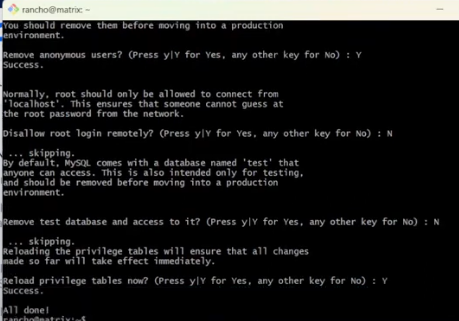 rancho@matrix: ~
You should remove them before moving into a production
environment.
Remove anonymous users? (Press y|Y for Yes, any other key for No) : Y
Success.
Normally, root should only be allowed to connect from
'localhost'. This ensures that someone cannot guess at
the root password from the network.
Disallow root login remotely? (Press y|Y for Yes, any other key for No) : N
... skipping.
By default, MySQL comes with a database named 'test' that
anyone can access. This is also intended only for testing,
and should be removed before moving into a production
environment.
Remove test database and access to it? (Press y|Y for Yes, any other key for No) : N
... skipping.
Reloading the privilege tables will ensure that all changes
made so far will take effect immediately.
Reload privilege tables now? (Press y|Y for Yes, any other key for No) : Y
Success.
All done!
rancho@matrix:~$